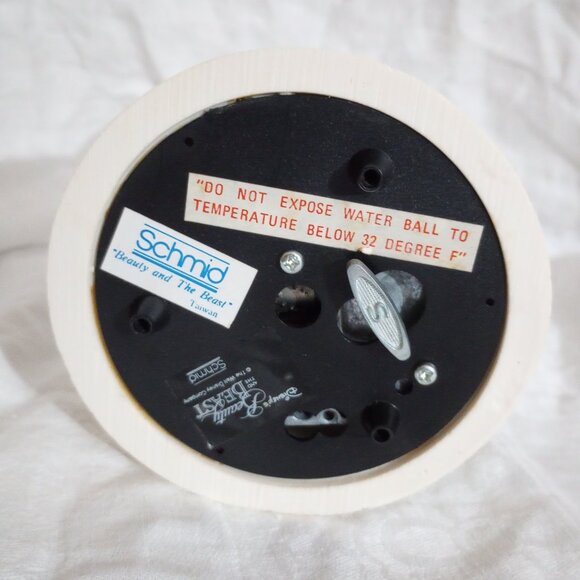 "DO NOT EXPOSE WATER BALL TO
TEMPERATURE BELOW 32 DEGREE F"
Schmid
"Beauty and The Beast"
Taiwan
S
Disney's
Beauty
AND THE
BEAST
© The Walt Disney Company
Schmid